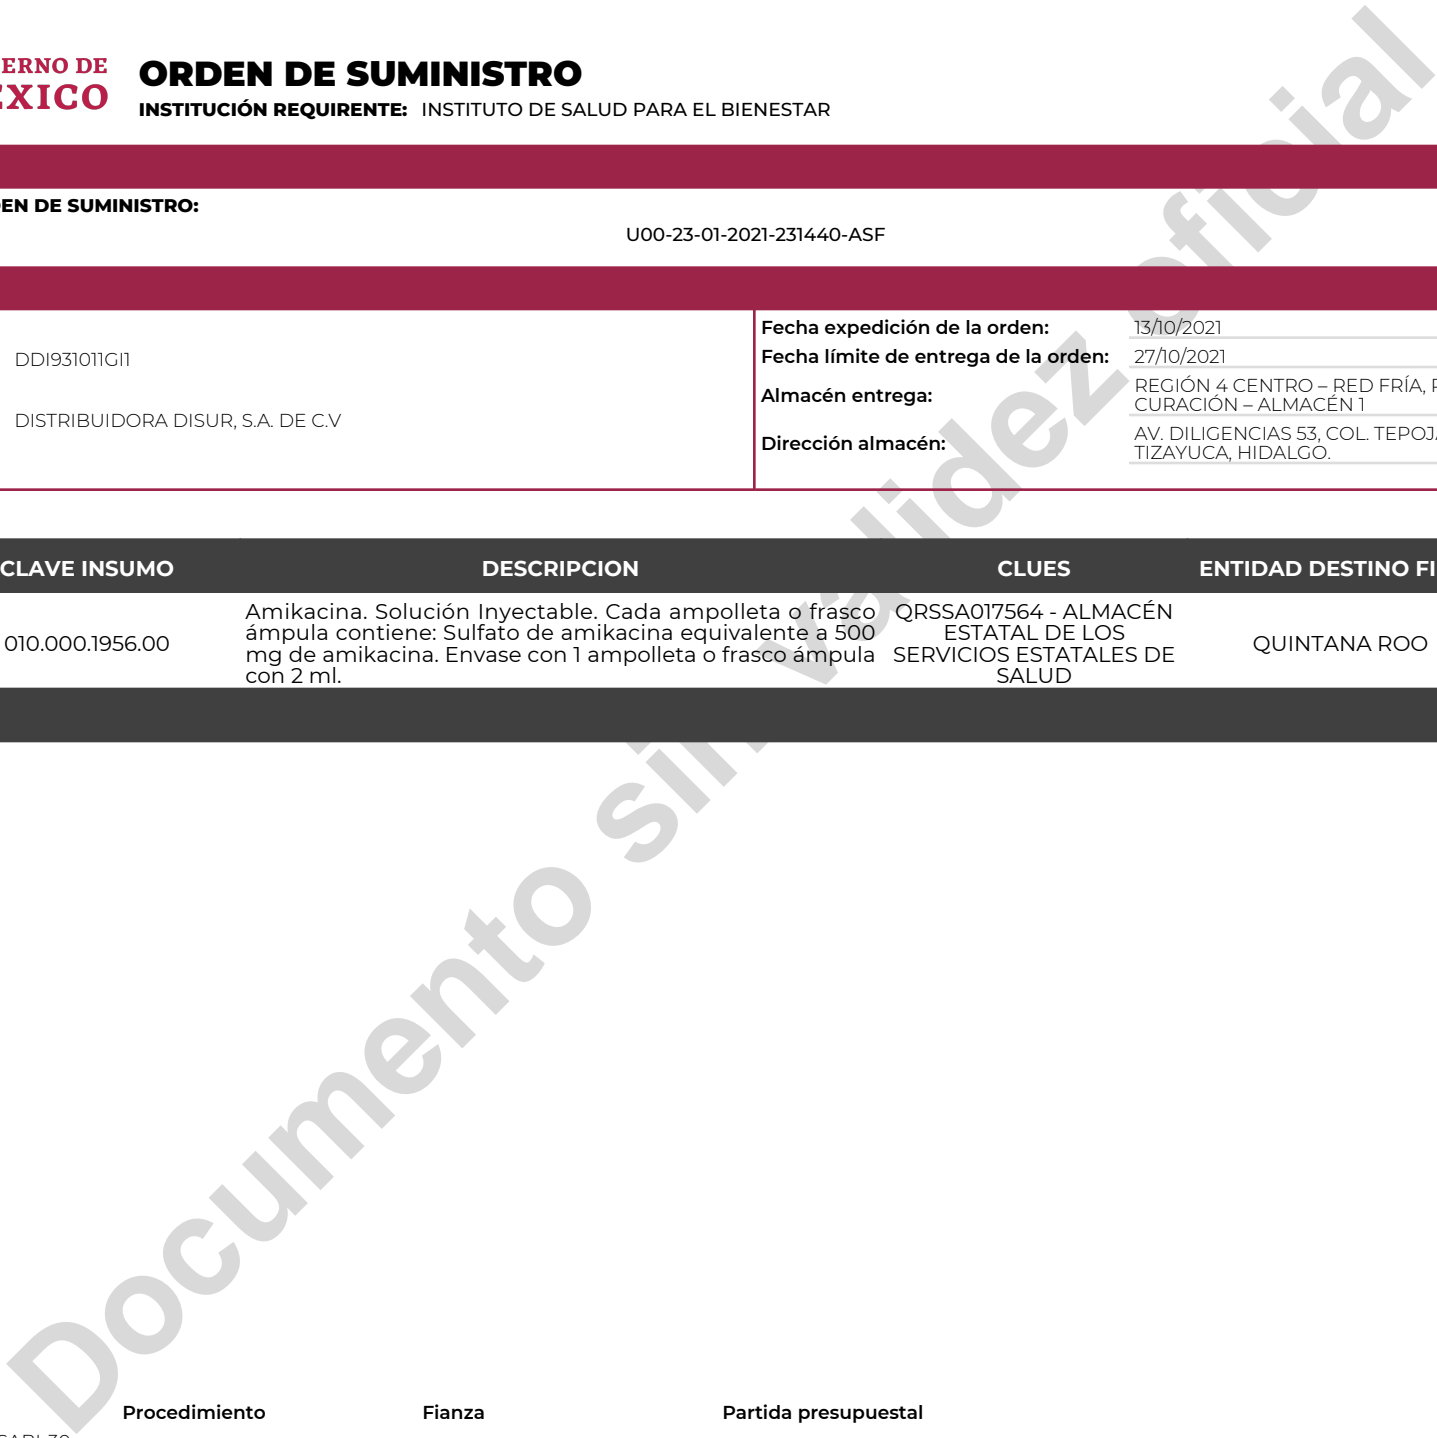 ERNO DE
ÉXICO
ORDEN DE SUMINISTRO
INSTITUCIÓN REQUIRENTE: INSTITUTO DE SALUD PARA EL BIENESTAR
EN DE SUMINISTRO:
U00-23-01-2021-231440-ASF
DDI931011GI1
DISTRIBUIDORA DISUR, S.A. DE C.V
Fecha expedición de la orden: 13/10/2021
Fecha límite de entrega de la orden: 27/10/2021
Almacén entrega: REGIÓN 4 CENTRO – RED FRÍA,
CURACIÓN – ALMACÉN 1
Dirección almacén: AV. DILIGENCIAS 53, COL. TEPOJA
TIZAYUCA, HIDALGO.
CLAVE INSUMO DESCRIPCION CLUES ENTIDAD DESTINO FI
010.000.1956.00
Amikacina. Solución Inyectable. Cada ampolleta o frasco
ámpula contiene: Sulfato de amikacina equivalente a 500
mg de amikacina. Envase con 1 ampolleta o frasco ámpula
con 2 ml.
QRSSA017564 - ALMACÉN
ESTATAL DE LOS
SERVICIOS ESTATALES DE
SALUD
QUINTANA ROO
Documento sin validez oficial
Procedimiento Fianza Partida presupuestal